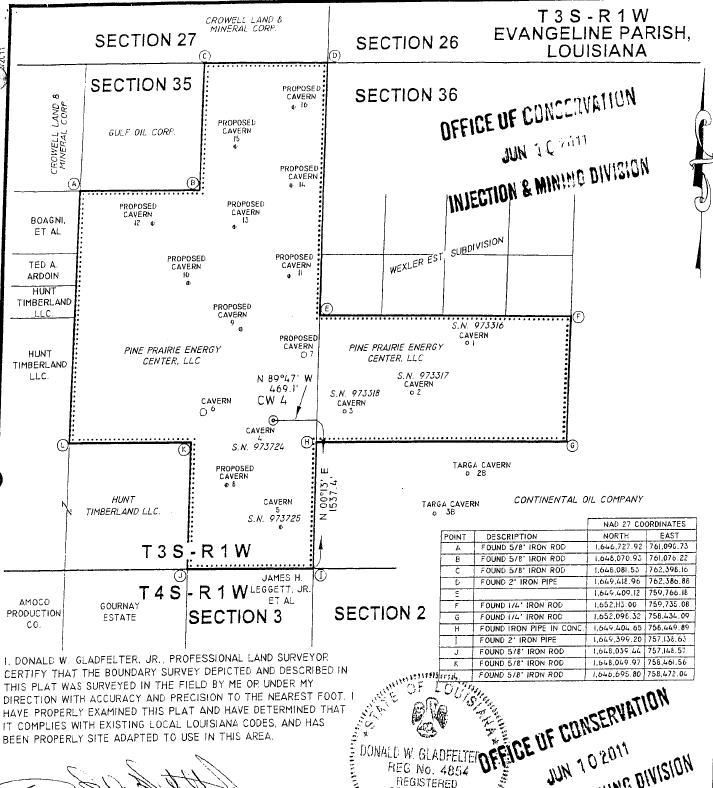 CROWELL LAND &
MINERAL CORP.
T3S-R1W
EVANGELINE PARISH,
LOUISIANA
SECTION 27
SECTION 26
C
D
SECTION 35
SECTION 36
CROWELL LAND &
MINERAL CORP.
GULF OIL CORP.
PROPOSED
CAVERN
16
PROPOSED
CAVERN
15
OFFICE OF CONSERVATION
JUN 10 2011
INJECTION & MINING DIVISION
A
B
PROPOSED
CAVERN
14
BOAGNI,
ET AL
PROPOSED
CAVERN
12
PROPOSED
CAVERN
13
WEXLER EST. SUBDIVISION
TED A.
ARDOIN
PROPOSED
CAVERN
10
PROPOSED
CAVERN
11
HUNT
TIMBERLAND
LLC
PROPOSED
CAVERN
9
E
F
S.N. 973316
CAVERN
1
HUNT
TIMBERLAND
LLC.
PINE PRAIRIE ENERGY
CENTER, LLC
PROPOSED
CAVERN
7
PINE PRAIRIE ENERGY
CENTER, LLC
N 89°47' W
469.1'
CW 4
S.N. 973317
CAVERN
2
S.N. 973318
CAVERN
3
CAVERN
6
CAVERN
4
S.N. 973724
L
K
H
G
PROPOSED
CAVERN
8
N 00°13' E
1537.4'
TARGA CAVERN
2B
HUNT
TIMBERLAND LLC.
CAVERN
5
S.N. 973725
TARGA CAVERN
3B
CONTINENTAL OIL COMPANY
T3S-R1W
J
I
T4S-R1W
JAMES H.
LEGGETT, JR.
ET AL
AMOCO
PRODUCTION
CO.
GOURNAY
ESTATE
SECTION 3
SECTION 2
NAD 27 COORDINATES
POINT DESCRIPTION NORTH EAST
A FOUND 5/8" IRON ROD 1,646,727.92 761,090.73
B FOUND 5/8" IRON ROD 1,648,070.93 761,076.22
C FOUND 5/8" IRON ROD 1,648,081.53 762,398.16
D FOUND 2" IRON PIPE 1,649,418.96 762,386.88
E 1,649,409.12 759,766.18
F FOUND 1/4" IRON ROD 1,652,113.00 759,735.08
G FOUND 1/4" IRON ROD 1,652,098.32 758,434.09
H FOUND IRON PIPE IN CONC 1,649,404.65 758,449.89
I FOUND 2" IRON PIPE 1,649,399.20 757,138.63
J FOUND 5/8" IRON ROD 1,648,039.44 757,148.57
K FOUND 5/8" IRON ROD 1,648,049.97 758,461.56
FOUND 5/8" IRON ROD 1,646,695.80 758,472.04
I, DONALD W. GLADFELTER, JR., PROFESSIONAL LAND SURVEYOR
CERTIFY THAT THE BOUNDARY SURVEY DEPICTED AND DESCRIBED IN
THIS PLAT WAS SURVEYED IN THE FIELD BY ME OR UNDER MY
DIRECTION WITH ACCURACY AND PRECISION TO THE NEAREST FOOT. I
HAVE PROPERLY EXAMINED THIS PLAT AND HAVE DETERMINED THAT
IT COMPLIES WITH EXISTING LOCAL LOUISIANA CODES, AND HAS
BEEN PROPERLY SITE ADAPTED TO USE IN THIS AREA.
STATE OF LOUISIANA
DONALD W. GLADFELTER
REG No. 4854
REGISTERED
OFFICE OF CONSERVATION
JUN 10 2011
DIVISION